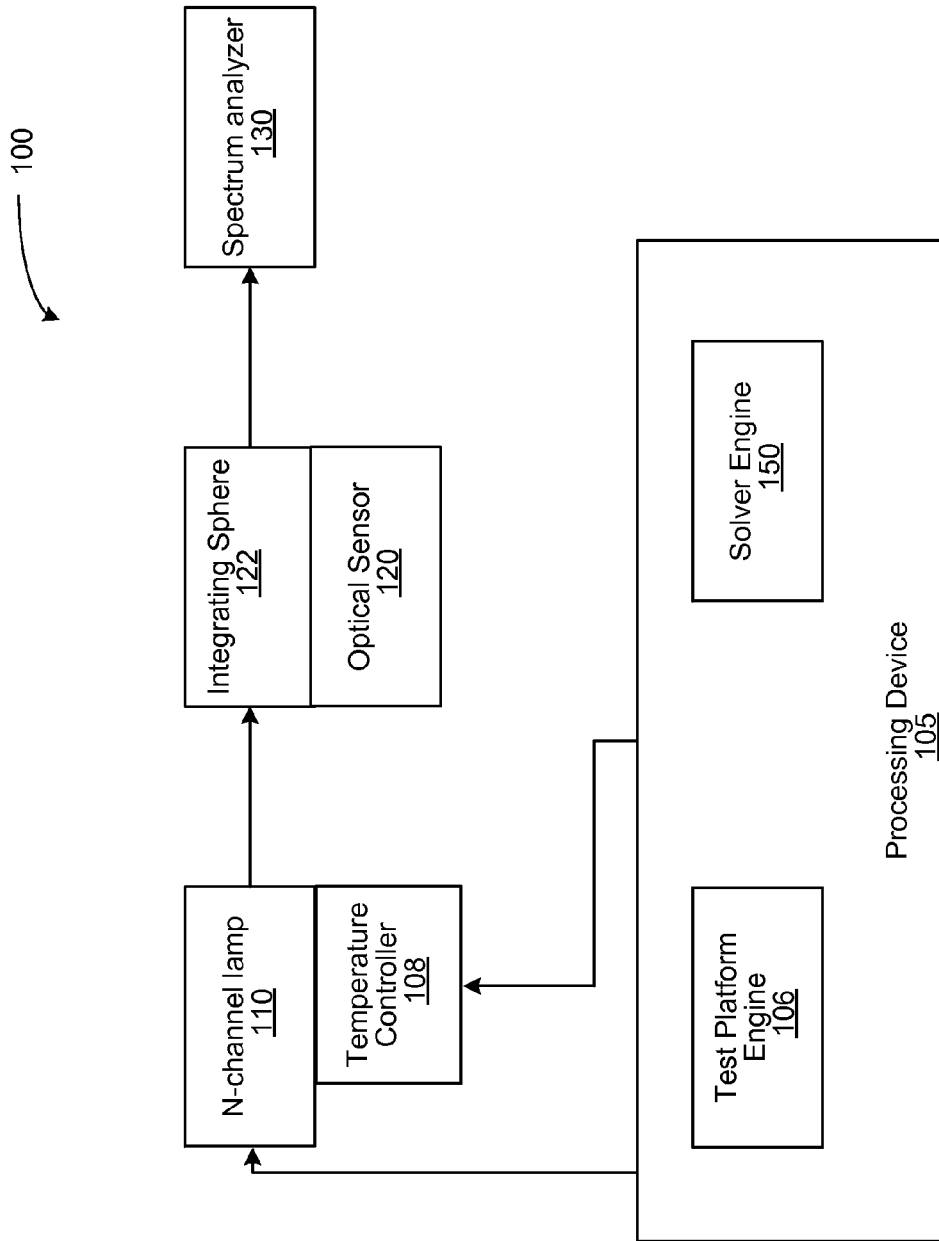 100
N-channel lamp
110
Temperature
Controller
108
Integrating Sphere
122
Optical Sensor
120
Spectrum analyzer
130
Test Platform
Engine
106
Solver Engine
150
Processing Device
105